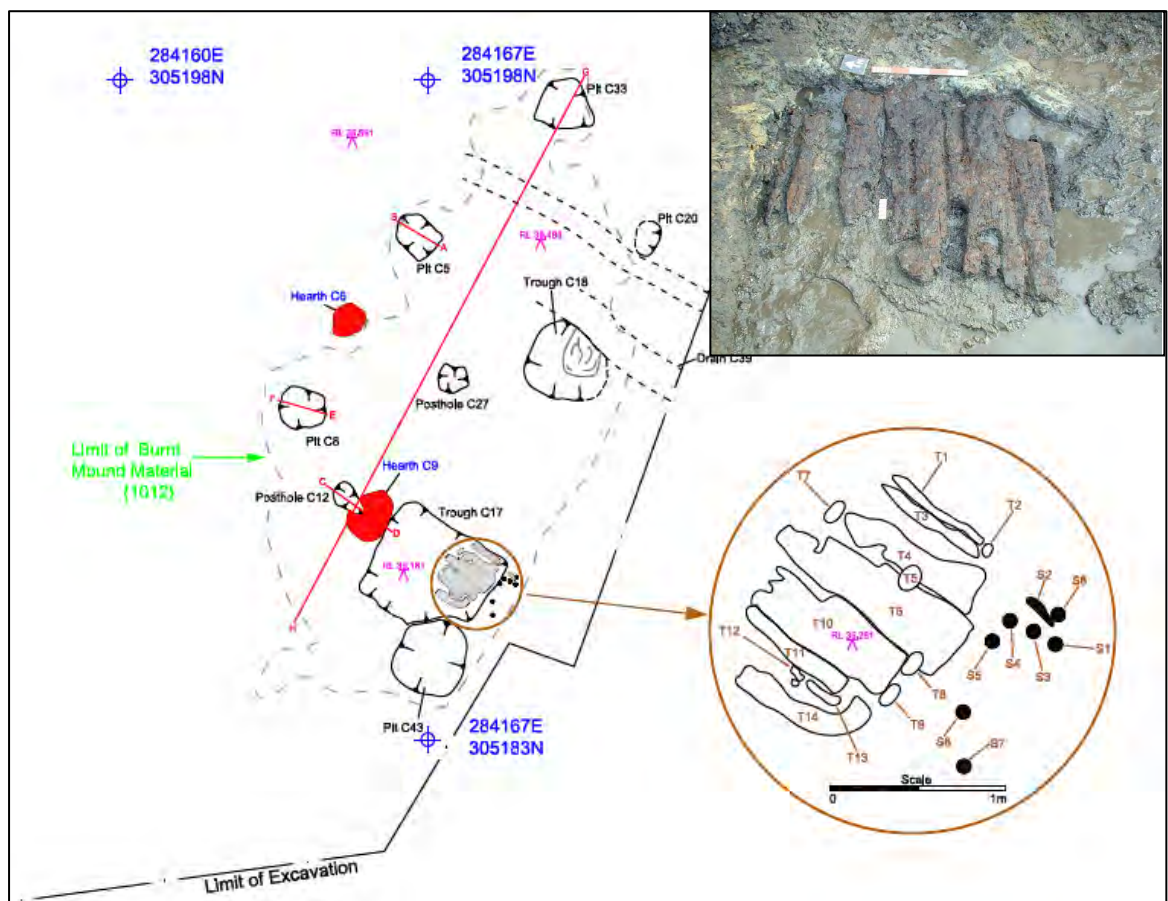 284160E
305198N
284167E
305198N
G
Pit C33
S
A
Pit C5
Pit C20
Hearth C6
Trough C18
Drain C39
Posthole C27
F
E
Pit C8
Limit of Burnt
Mound Material
(1012)
Hearth C9
C
Posthole C12
D
Trough C17
H
Pit C43
284167E
305183N
Limit of Excavation
T1
T7
T3
T2
T4
T5
S2
S8
T6
T10
T12
T11
S4
S5
S3
S1
T8
T14
T9
S6
S7
T13
Scale
0
1m